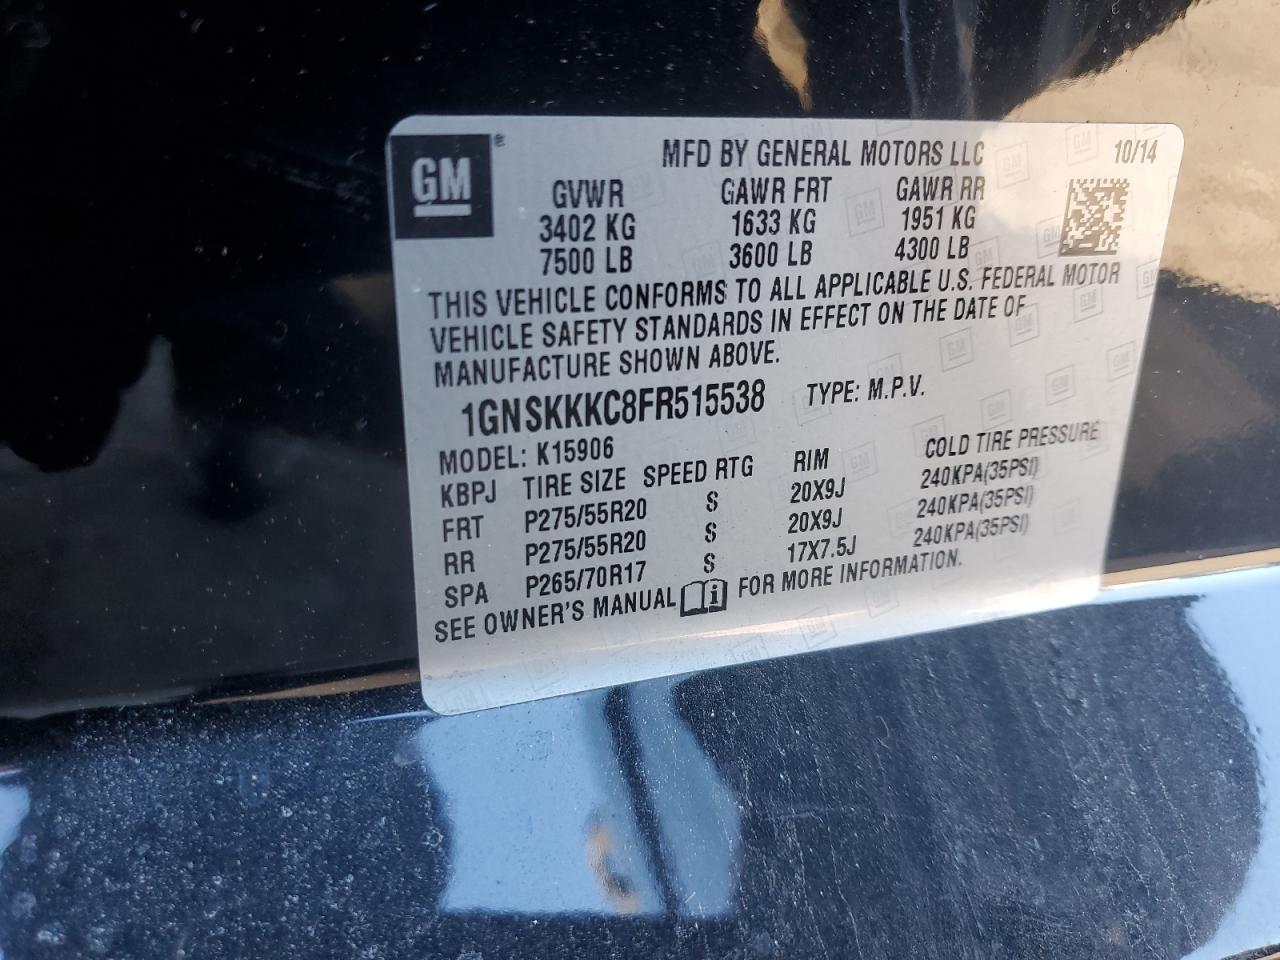 GM ®
MFD BY GENERAL MOTORS LLC 10/14
GVWR GAWR FRT GAWR RR
3402 KG 1633 KG 1951 KG
7500 LB 3600 LB 4300 LB
THIS VEHICLE CONFORMS TO ALL APPLICABLE U.S. FEDERAL MOTOR
VEHICLE SAFETY STANDARDS IN EFFECT ON THE DATE OF
MANUFACTURE SHOWN ABOVE.
1GNSKKKC8FR515538 TYPE: M.P.V.
MODEL: K15906
KBPJ TIRE SIZE SPEED RTG RIM COLD TIRE PRESSURE
FRT P275/55R20 S 20X9J 240KPA(35PSI)
RR P275/55R20 S 20X9J 240KPA(35PSI)
SPA P265/70R17 S 17X7.5J 240KPA(35PSI)
SEE OWNER'S MANUAL i FOR MORE INFORMATION.